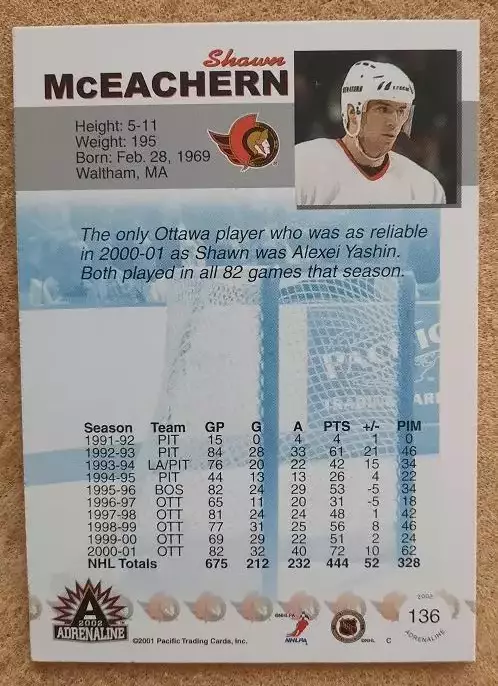 Shawn
McEACHERN
Height: 5-11
Weight: 195
Born: Feb. 28, 1969
Waltham, MA
The only Ottawa player who was as reliable
in 2000-01 as Shawn was Alexei Yashin.
Both played in all 82 games that season.
Season Team GP G A PTS +/- PIM
1991-92 PIT 15 0 4 4 1 0
1992-93 PIT 84 28 33 61 21 46
1993-94 LA/PIT 76 20 22 42 15 34
1994-95 PIT 44 13 13 26 4 22
1995-96 BOS 82 24 29 53 -5 34
1996-97 OTT 65 11 20 31 -5 18
1997-98 OTT 81 24 24 48 1 42
1998-99 OTT 77 31 25 56 8 46
1999-00 OTT 69 29 22 51 2 24
2000-01 OTT 82 32 40 72 10 62
NHL Totals 675 212 232 444 52 328
A
2002
ADRENALINE
©2001 Pacific Trading Cards, Inc.
©NHLPA
NHLPA
©NHL
C
2002
136
ADRENALINE